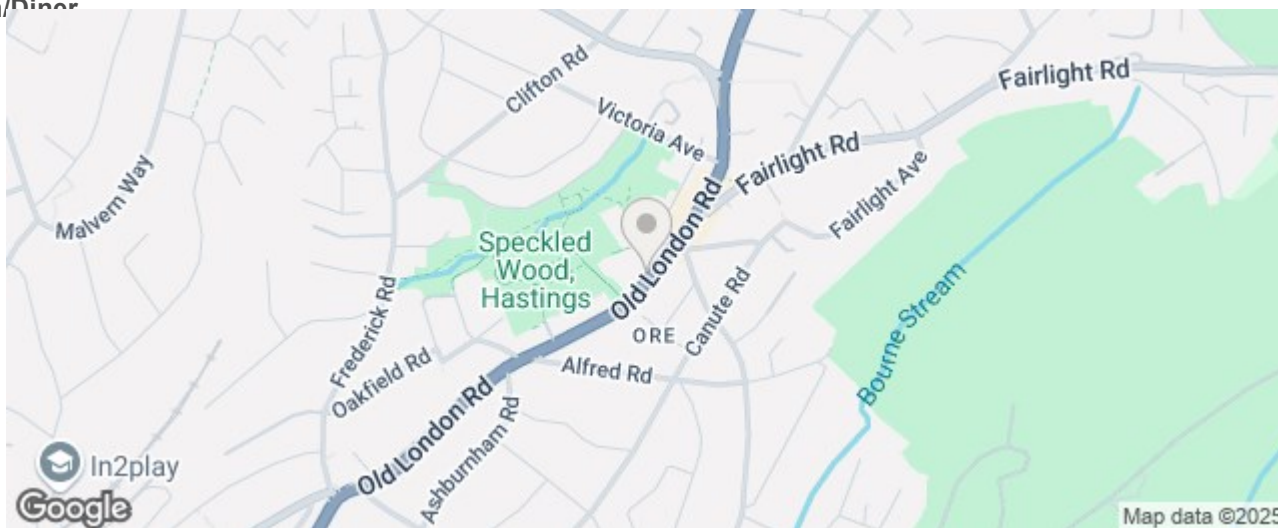 /Diner
Clifton Rd
Victoria Ave
Fairlight Rd
Fairlight Rd
Malvern Way
Fairlight Ave
Speckled
Wood,
Hastings
Old London Rd
Canute Rd
Bourne Stream
ORE
Frederick Rd
Oakfield Rd
Alfred Rd
Old London Rd
Ashburnham Rd
In2play
Google
Map data ©2025